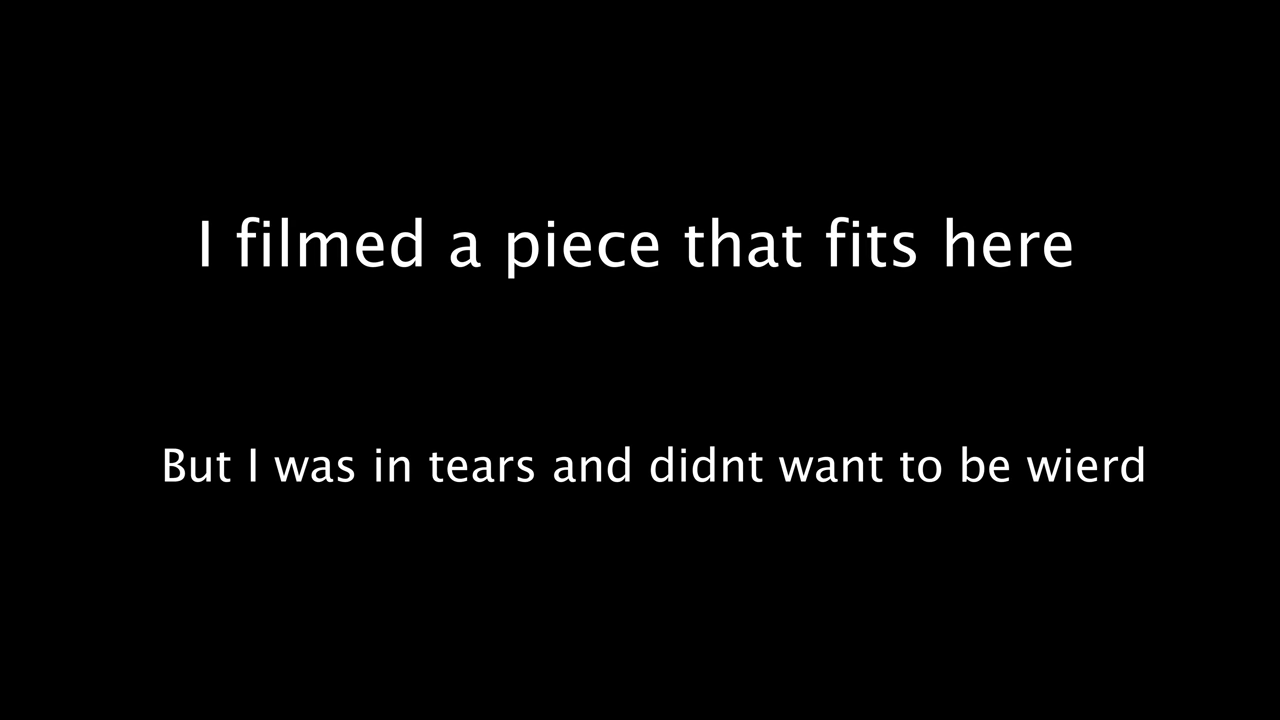 I filmed a piece that fits here
But I was in tears and didnt want to be wierd